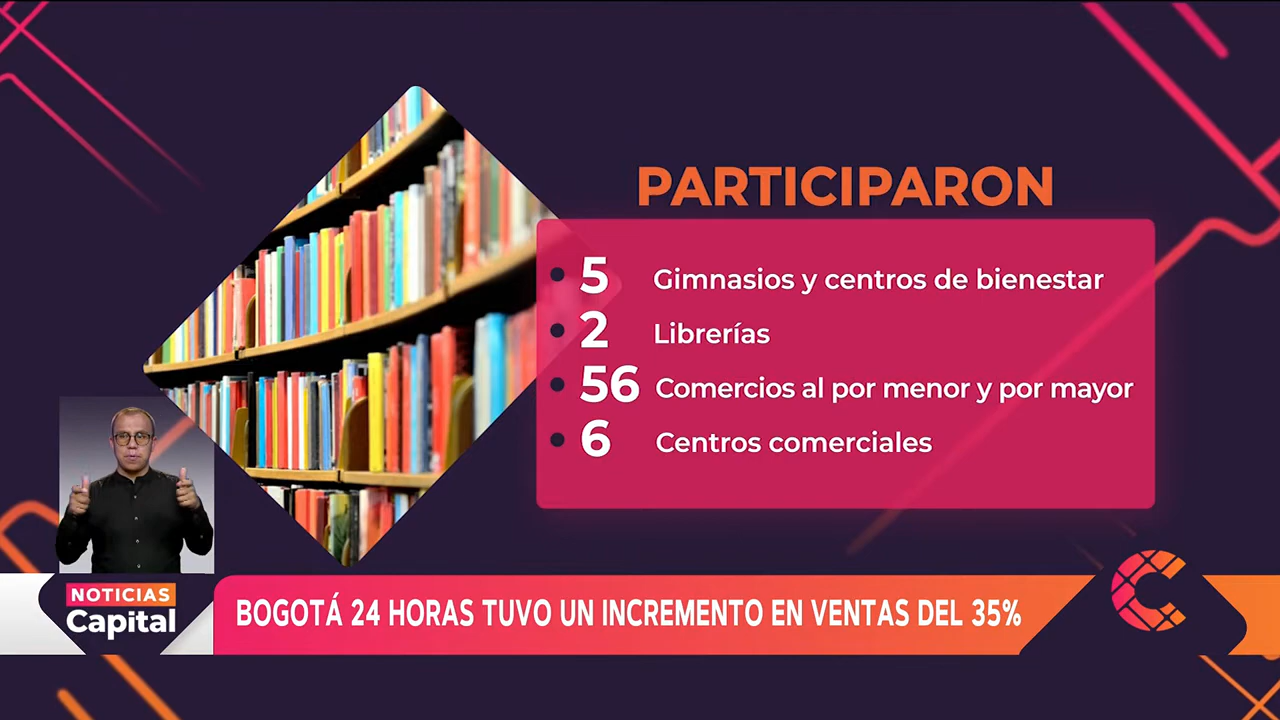 PARTICIPARON
5 Gimnasios y centros de bienestar
2 Librerías
56 Comercios al por menor y por mayor
6 Centros comerciales
NOTICIAS
Capital
BOGOTÁ 24 HORAS TUVO UN INCREMENTO EN VENTAS DEL 35%